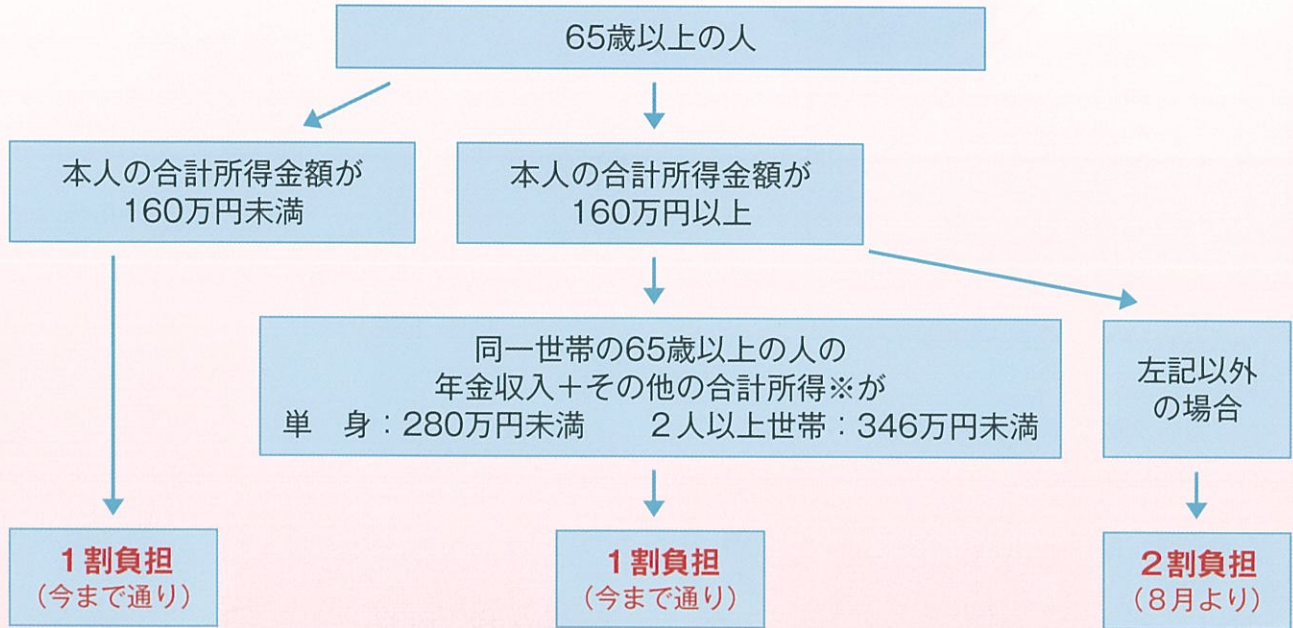 65歳以上の人
本人の合計所得金額が
160万円未満
本人の合計所得金額が
160万円以上
同一世帯の65歳以上の人の
年金収入＋その他の合計所得※が
単　身：280万円未満　　2人以上世帯：346万円未満
左記以外
の場合
1割負担
（今まで通り）
1割負担
（今まで通り）
2割負担
（8月より）